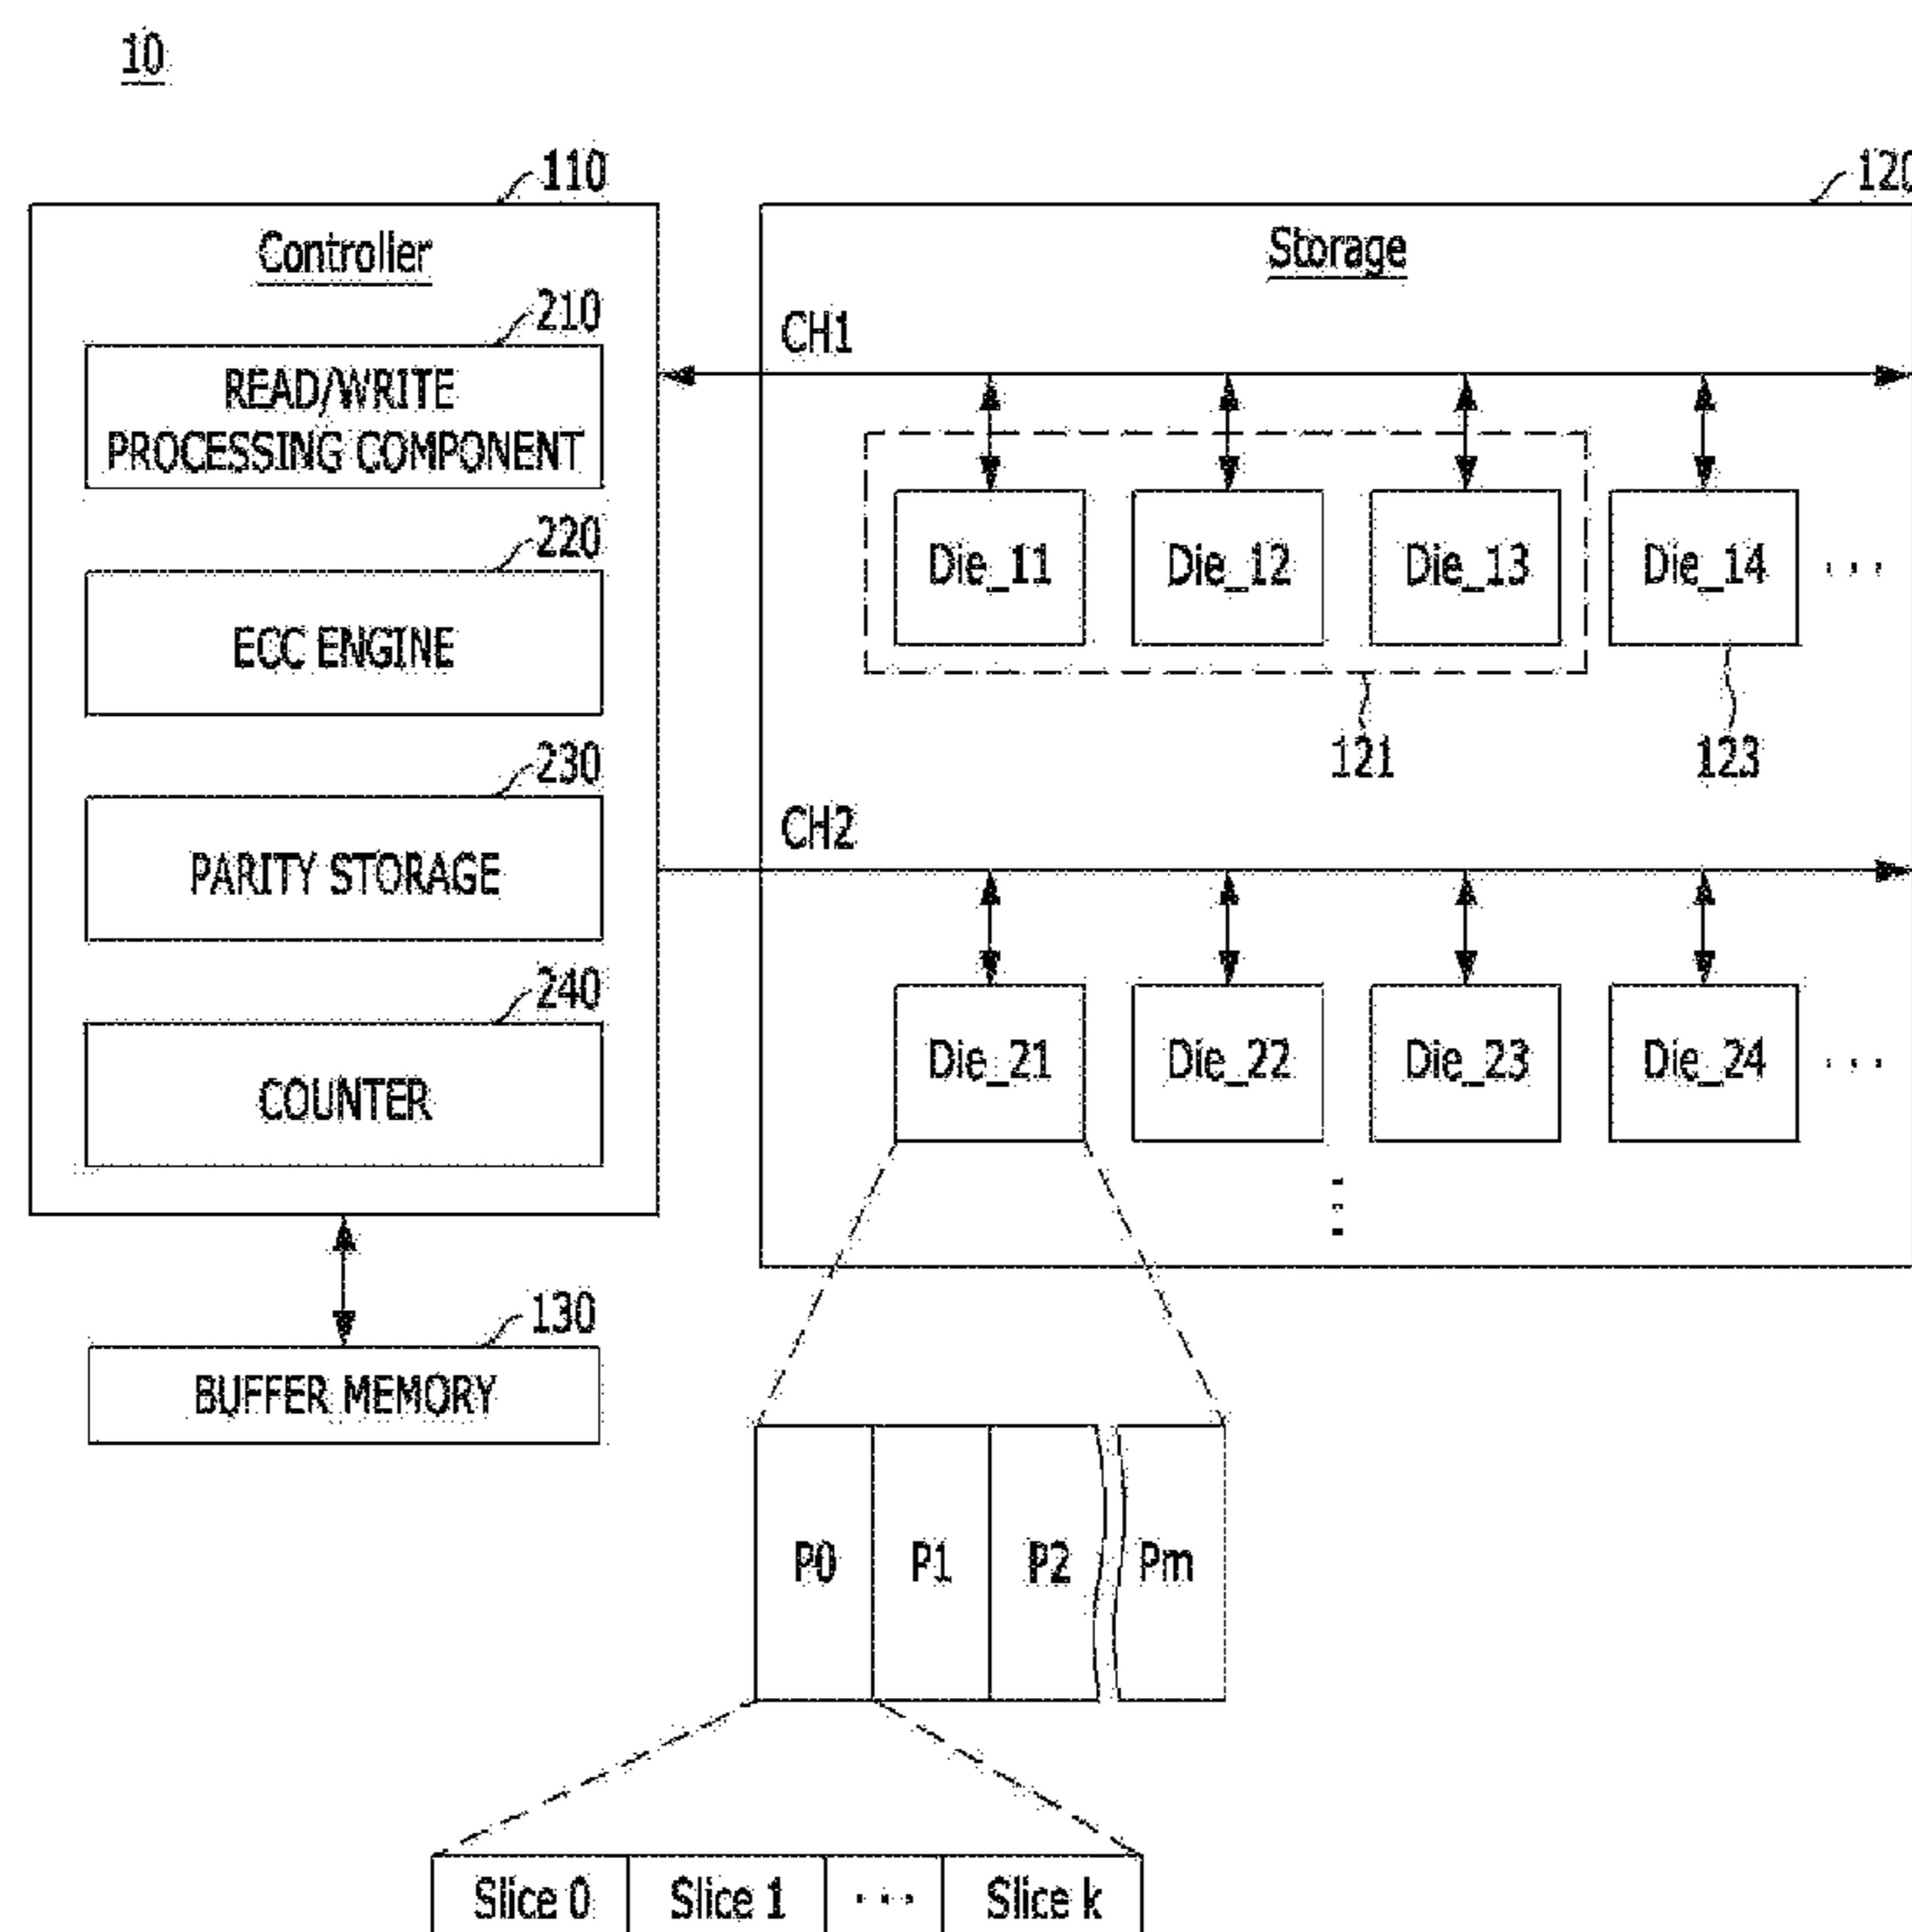 10
110
120
Controller
Storage
210
CH1
READ/WRITE
PROCESSING COMPONENT
220
Die_11 Die_12 Die_13 Die_14 ...
ECC ENGINE
121 123
230
CH2
PARITY STORAGE
240
Die_21 Die_22 Die_23 Die_24 ...
COUNTER
130
BUFFER MEMORY
P0 P1 P2 Pm
Slice 0 Slice 1 ... Slice k